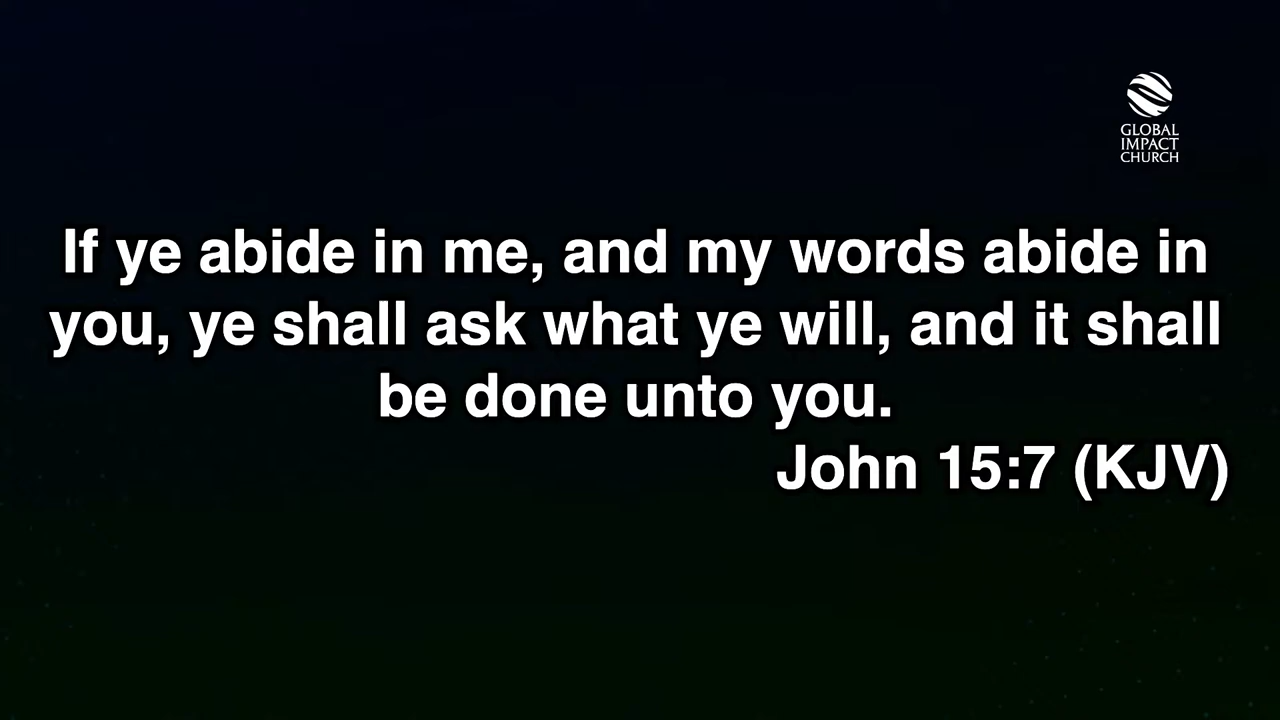 GLOBAL
IMPACT
CHURCH
If ye abide in me, and my words abide in
you, ye shall ask what ye will, and it shall
be done unto you.
John 15:7 (KJV)